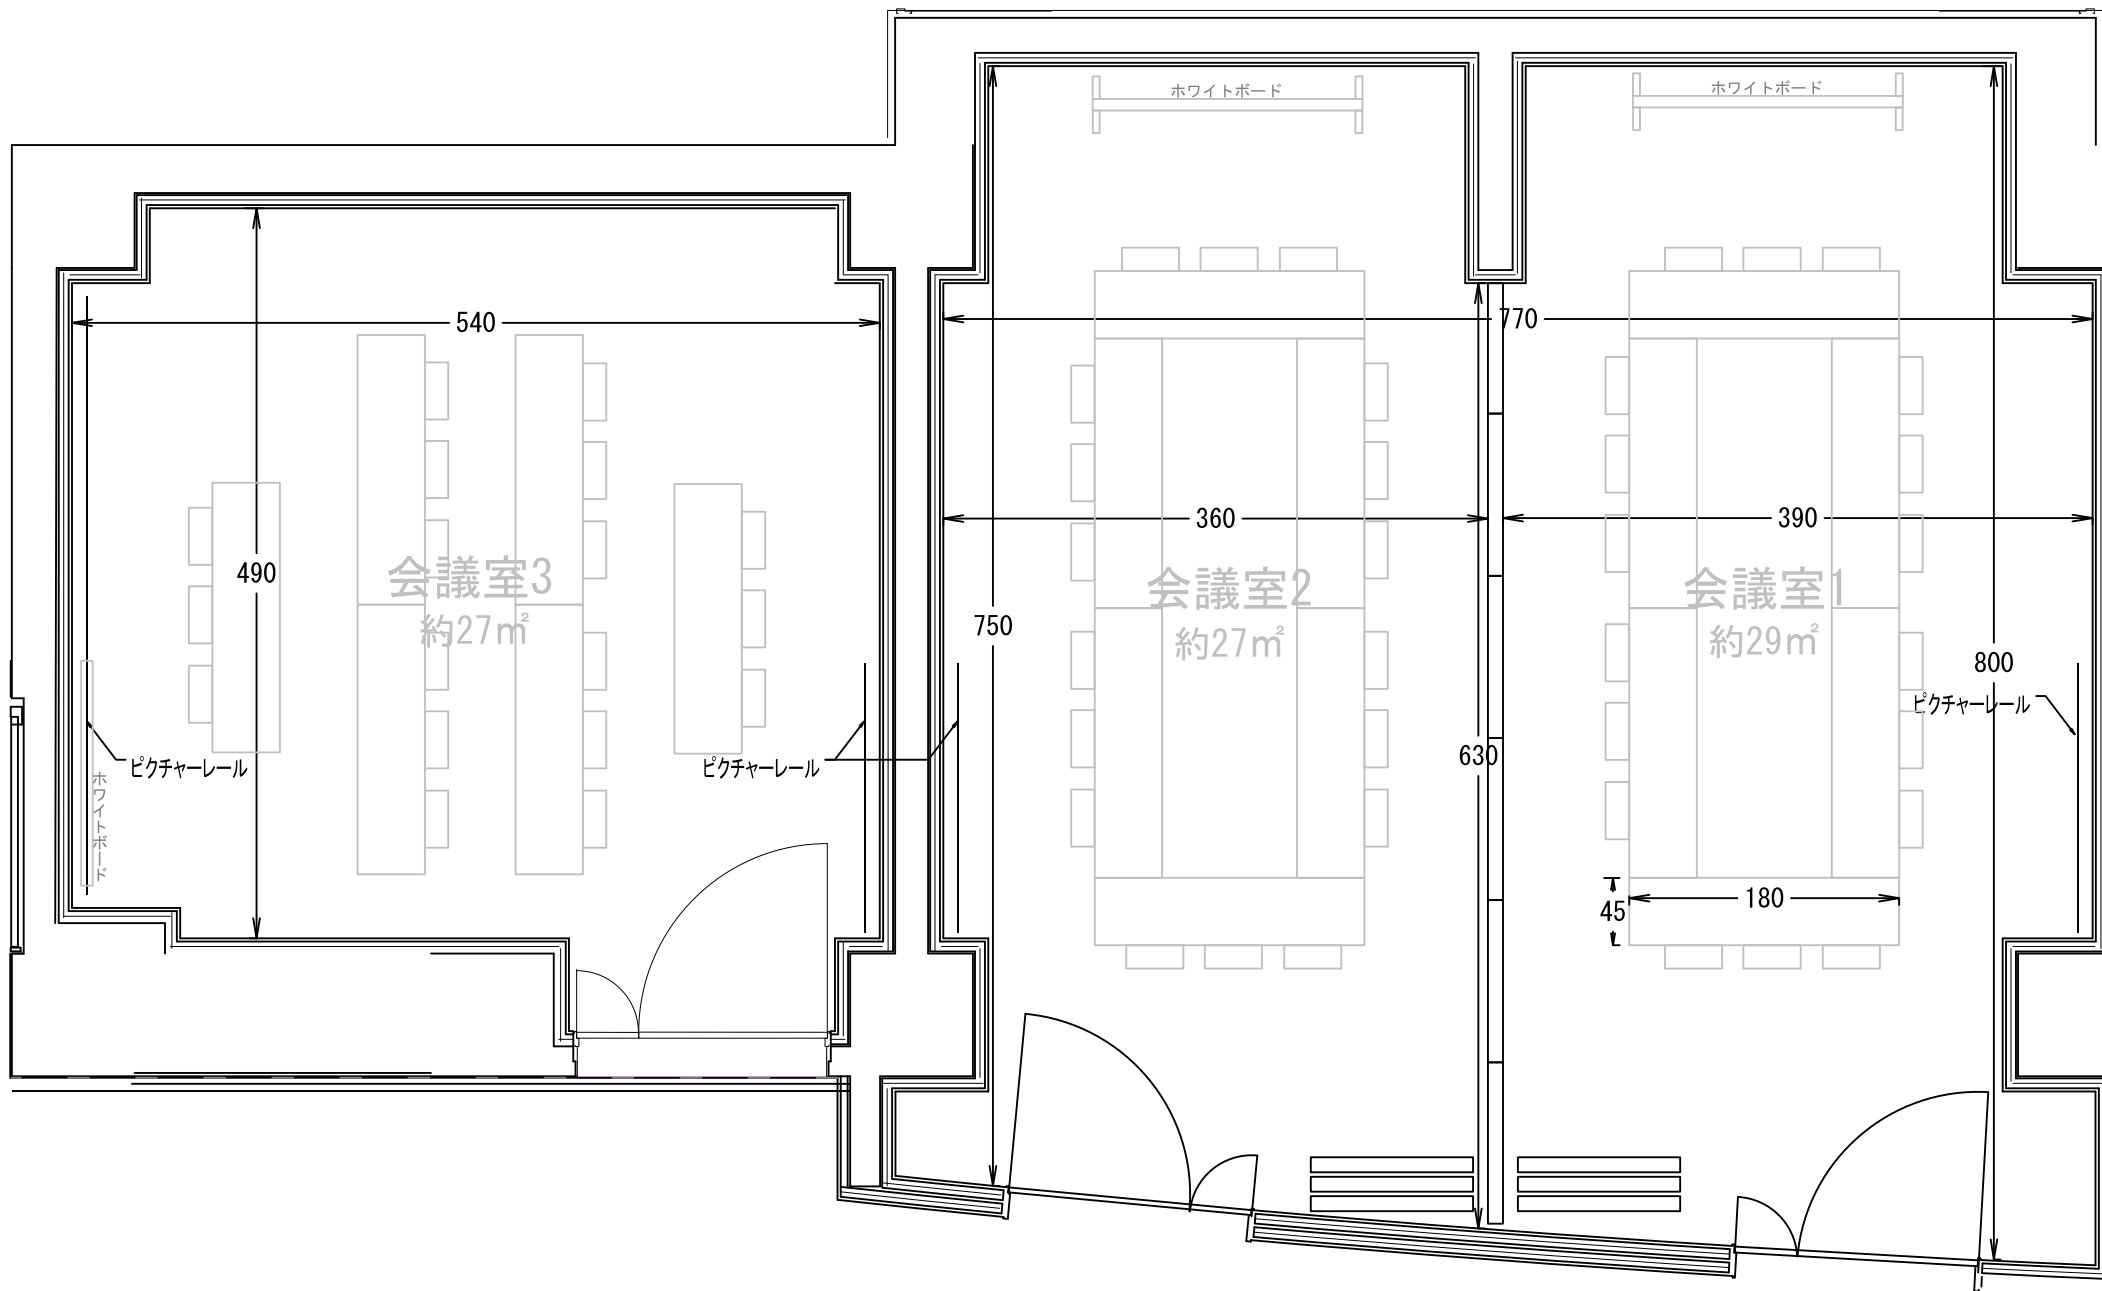 ホワイトボード
ホワイトボード
540
770
360
390
490
会議室3
約27㎡
会議室2
約27㎡
会議室1
約29㎡
750
800
ピクチャーレール
630
ピクチャーレール
ピクチャーレール
ホワイトボード
180
45